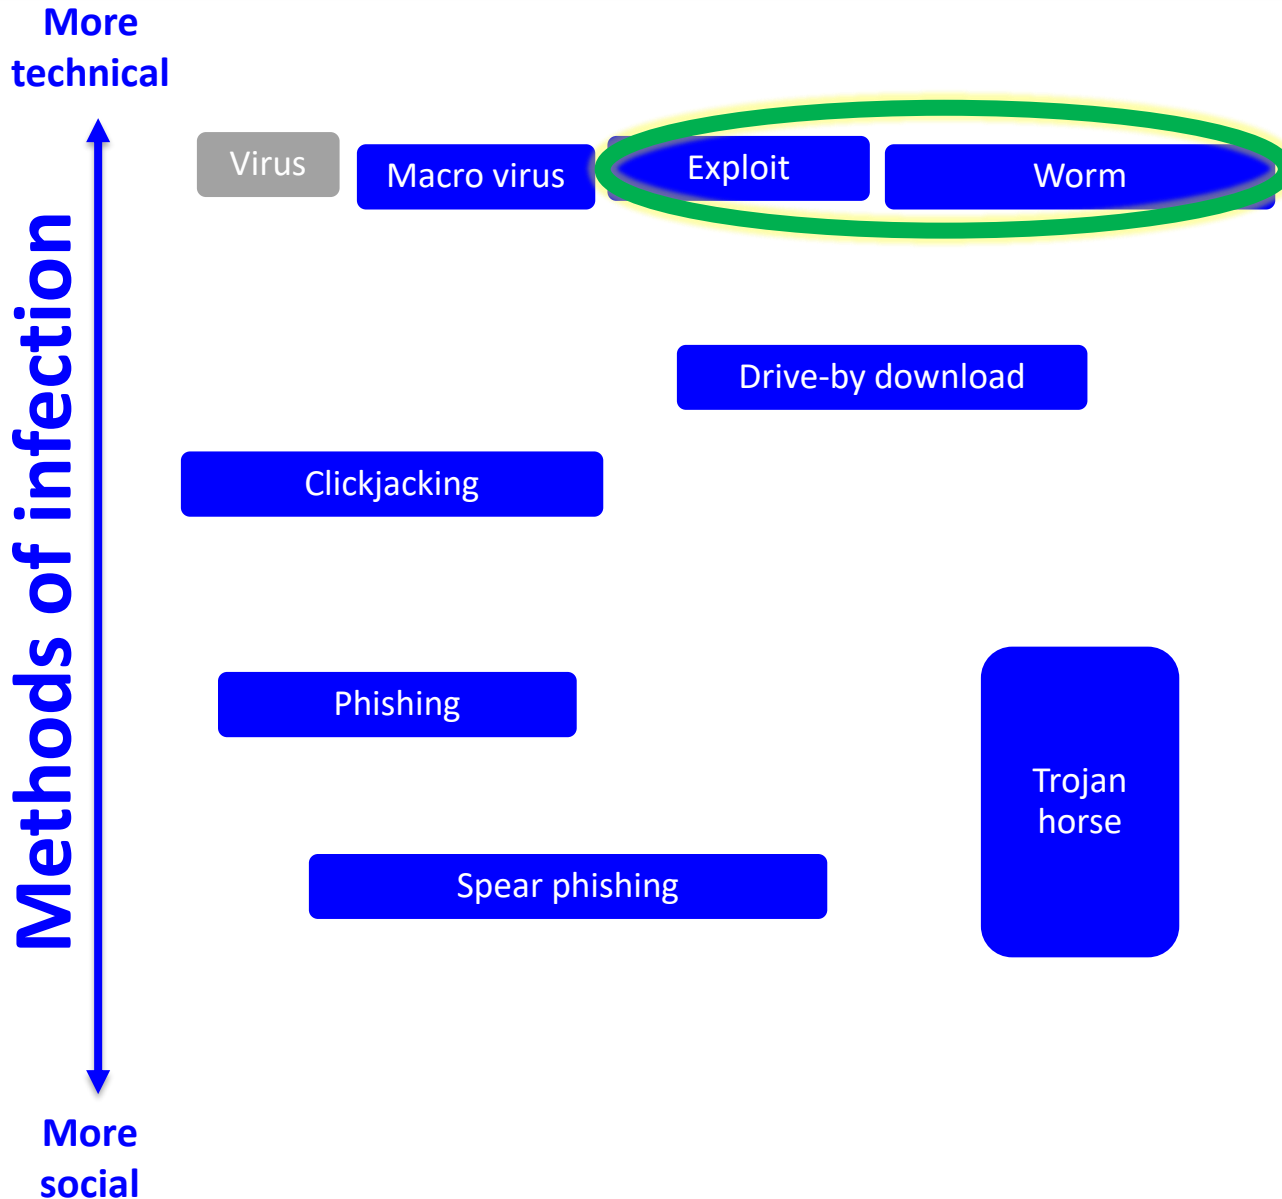 More
technical
Methods of infection
Virus
Macro virus
Exploit
Worm
Drive-by download
Clickjacking
Phishing
Trojan
horse
Spear phishing
More
social